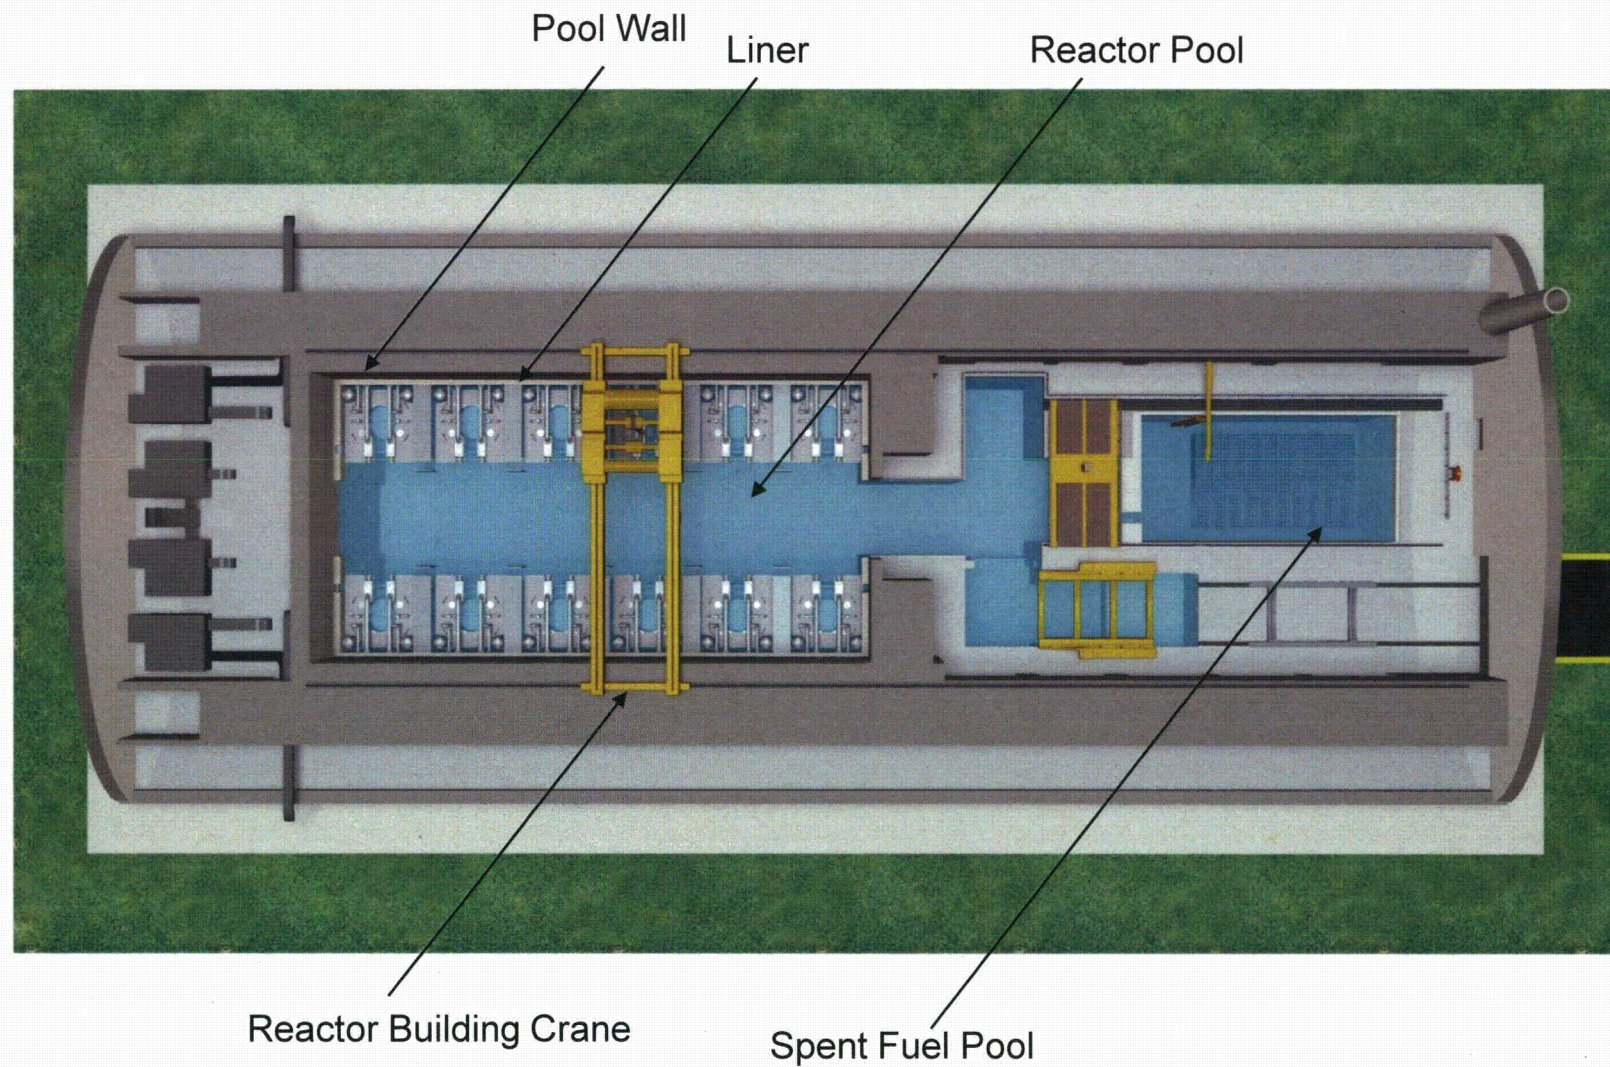 Pool Wall
Liner
Reactor Pool
Reactor Building Crane
Spent Fuel Pool